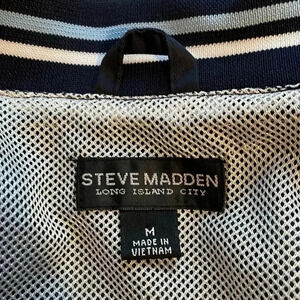 STEVE MADDEN
LONG ISLAND CITY
M
MADE IN
VIETNAM